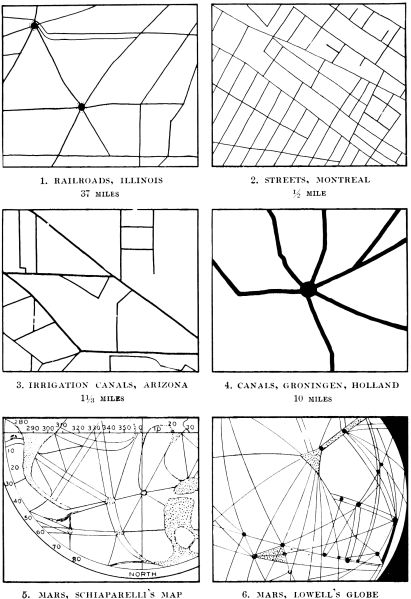 1. RAILROADS, ILLINOIS
37 MILES
2. STREETS, MONTREAL
½ MILE
3. IRRIGATION CANALS, ARIZONA
1⅓ MILES
4. CANALS, GRONINGEN, HOLLAND
10 MILES
280 290 300 310 320 330 340 350 0 10 20 30
10
20
30
40
50
60
70
80
NORTH
5. MARS, SCHIAPARELLI'S MAP
6. MARS, LOWELL'S GLOBE